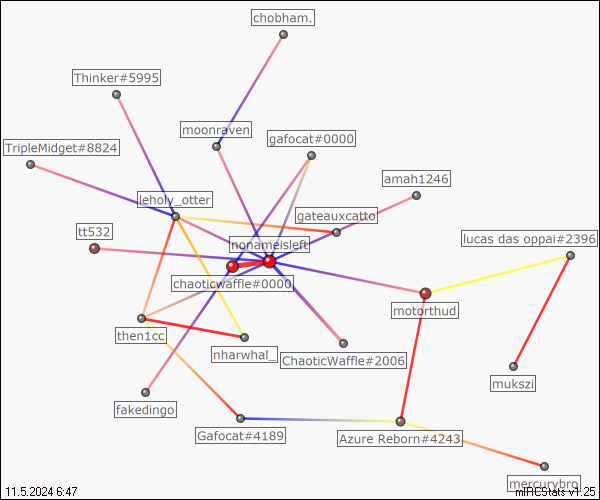 chobham.
Thinker#5995
moonraven
gafocat#0000
TripleMidget#8824
amah1246
leholy_otter
gateauxcatto
tt532
nonameisleft
lucas das oppai#2396
chaoticwaffle#0000
motorthud
then1cc
nharwhal_
ChaoticWaffle#2006
mukszi
fakedingo
Gafocat#4189
Azure Reborn#4243
mercurybro
11.5.2024 6:47
mIRCStats v1.25